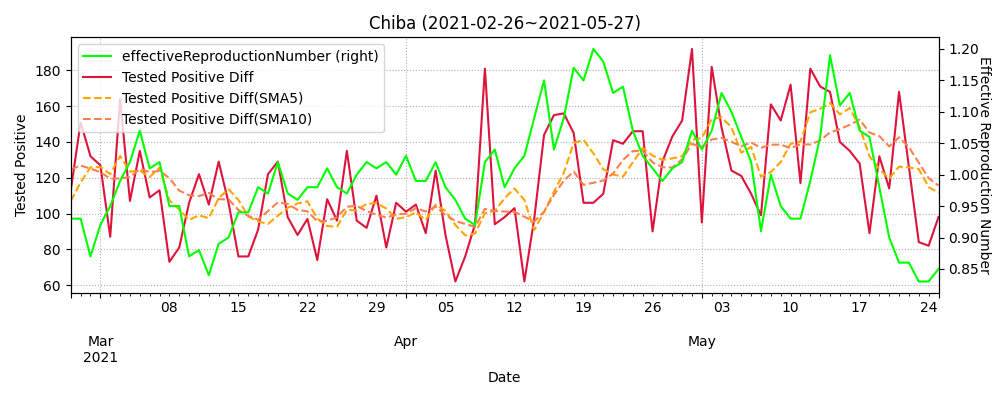 Chiba (2021-02-26~2021-05-27)
effectiveReproductionNumber (right)
Tested Positive Diff
Tested Positive Diff(SMA5)
Tested Positive Diff(SMA10)
Tested Positive
180
160
140
120
100
80
60
1.20
1.15
1.10
1.05
1.00
0.95
0.90
0.85
Effective Reproduction Number
08 15 22 29 05 12 19 26 03 10 17 24
Mar Apr May
2021
Date